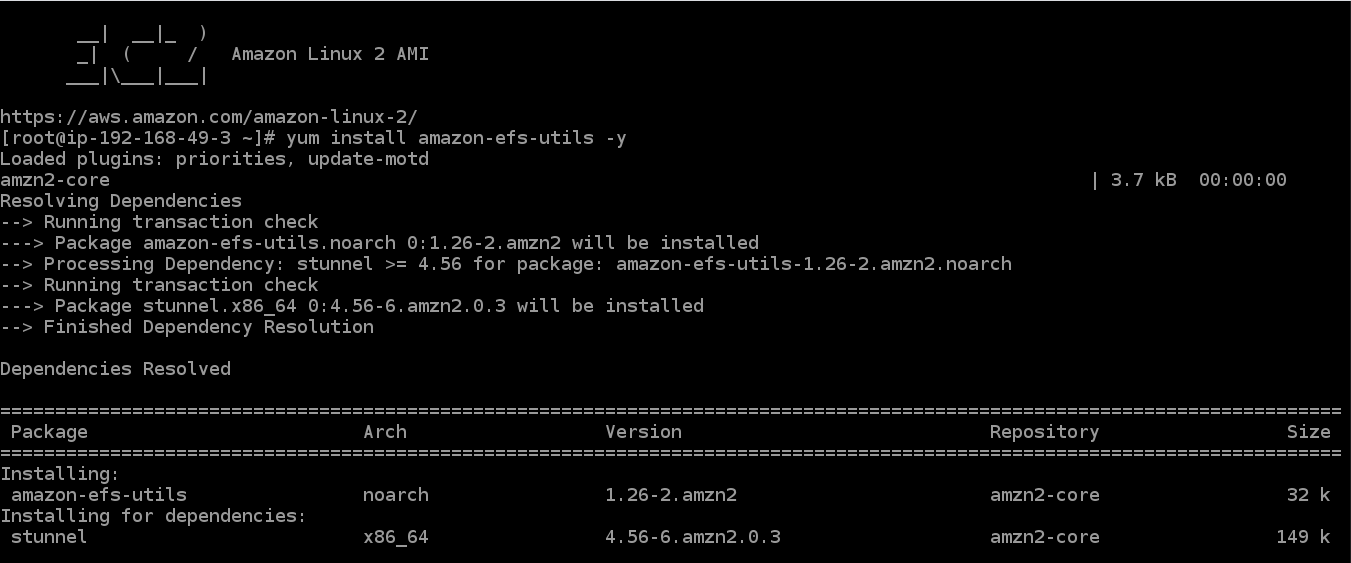 __|  __|_  )
       _|  (     /   Amazon Linux 2 AMI
      ___|\___|___|
https://aws.amazon.com/amazon-linux-2/
[root@ip-192-168-49-3 ~]# yum install amazon-efs-utils -y
Loaded plugins: priorities, update-motd
amzn2-core | 3.7 kB  00:00:00
Resolving Dependencies
--> Running transaction check
---> Package amazon-efs-utils.noarch 0:1.26-2.amzn2 will be installed
--> Processing Dependency: stunnel >= 4.56 for package: amazon-efs-utils-1.26-2.amzn2.noarch
--> Running transaction check
---> Package stunnel.x86_64 0:4.56-6.amzn2.0.3 will be installed
--> Finished Dependency Resolution
Dependencies Resolved
==========================================================================================================================
 Package                         Arch                  Version                            Repository                 Size
==========================================================================================================================
Installing:
 amazon-efs-utils                noarch                1.26-2.amzn2                       amzn2-core                 32 k
Installing for dependencies:
 stunnel                         x86_64                4.56-6.amzn2.0.3                   amzn2-core                149 k